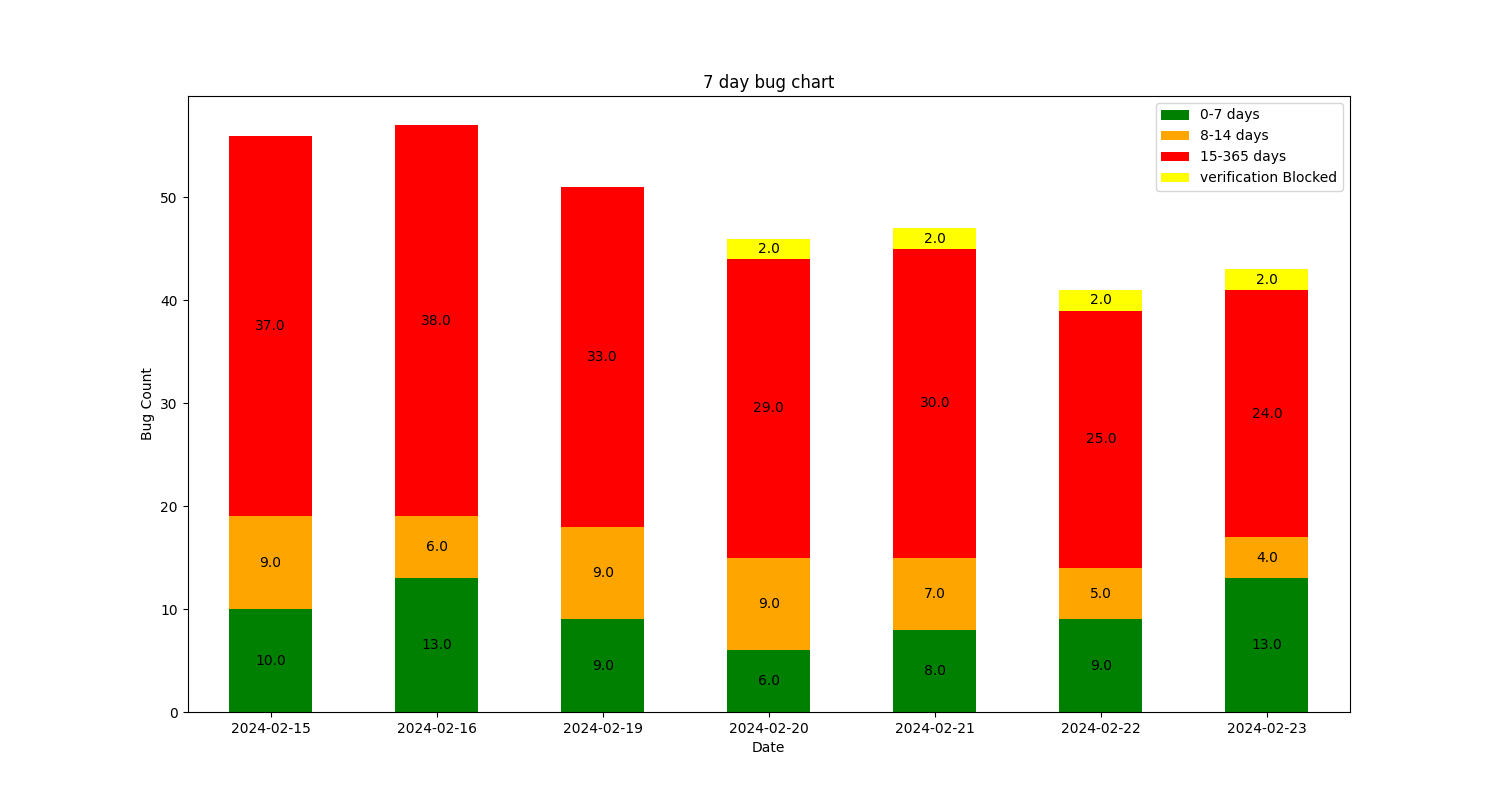 7 day bug chart
0-7 days
8-14 days
15-365 days
verification Blocked
Bug Count
50
40
30
20
10
0
2.0 2.0 2.0 2.0
37.0 38.0 33.0 29.0 30.0 25.0 24.0
9.0 6.0 9.0 9.0 7.0 5.0 4.0
10.0 13.0 9.0 6.0 8.0 9.0 13.0
2024-02-15 2024-02-16 2024-02-19 2024-02-20 2024-02-21 2024-02-22 2024-02-23
Date